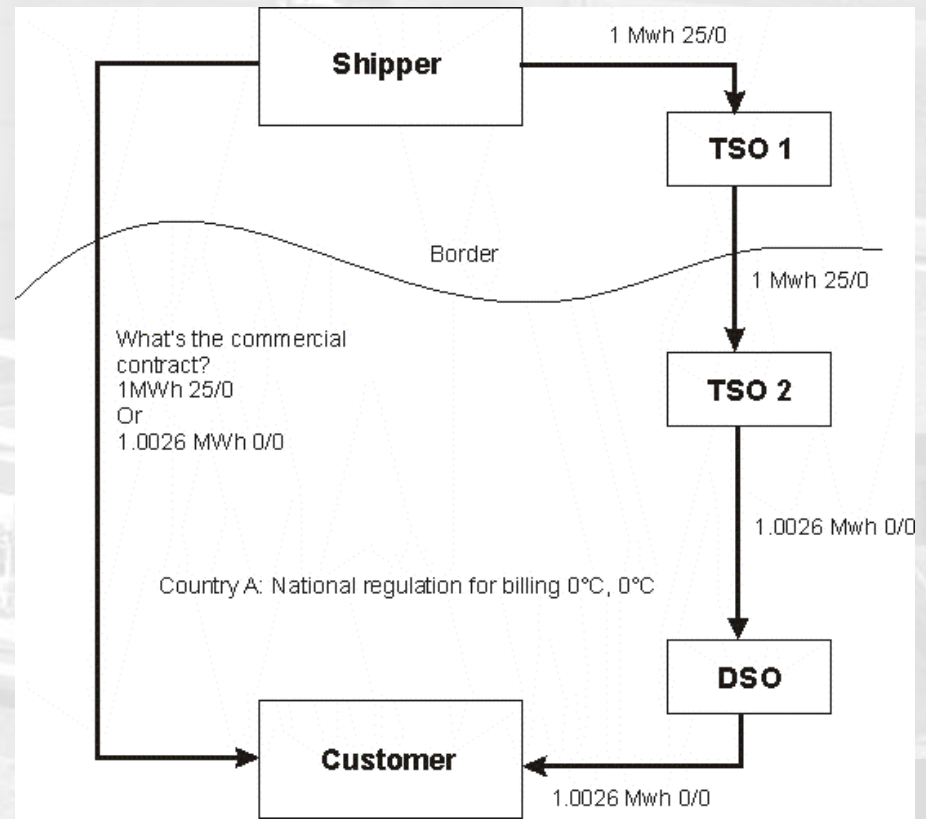 Shipper
1 Mwh 25/0
TSO 1
Border
1 Mwh 25/0
What's the commercial
contract?
1MWh 25/0
Or
1.0026 MWh 0/0
TSO 2
1.0026 Mwh 0/0
Country A: National regulation for billing 0°C, 0°C
DSO
Customer
1.0026 Mwh 0/0